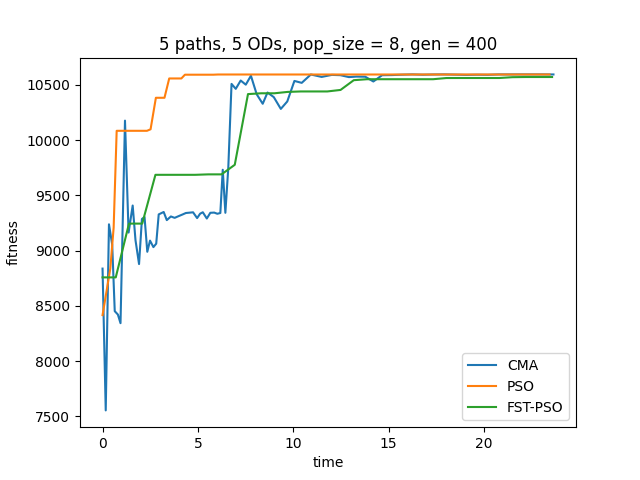 5 paths, 5 ODs, pop_size = 8, gen = 400
fitness
10500
10000
9500
9000
8500
8000
7500
0 5 10 15 20
time
CMA
PSO
FST-PSO